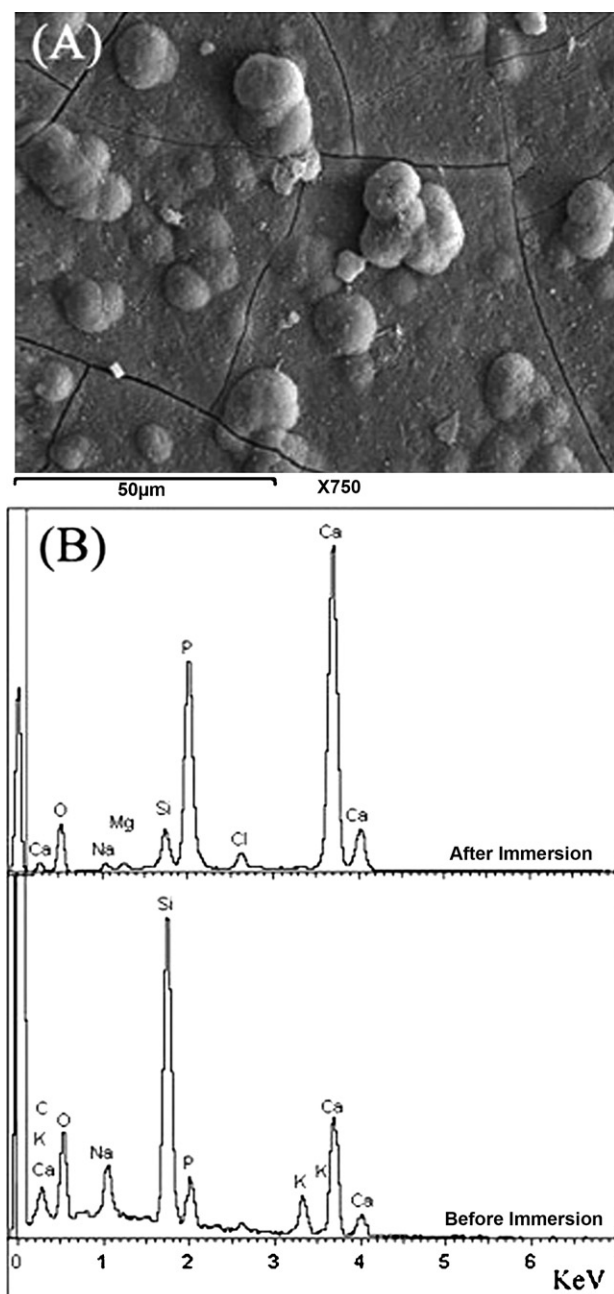 (A)
50µm X750
(B)
Ca
P
O
Si
Ca
Mg
Ca
Na
Cl
After Immersion
Si
C
Ca
O
K
Na
Ca
P
K
K
Ca
Before Immersion
0 1 2 3 4 5 6 KeV